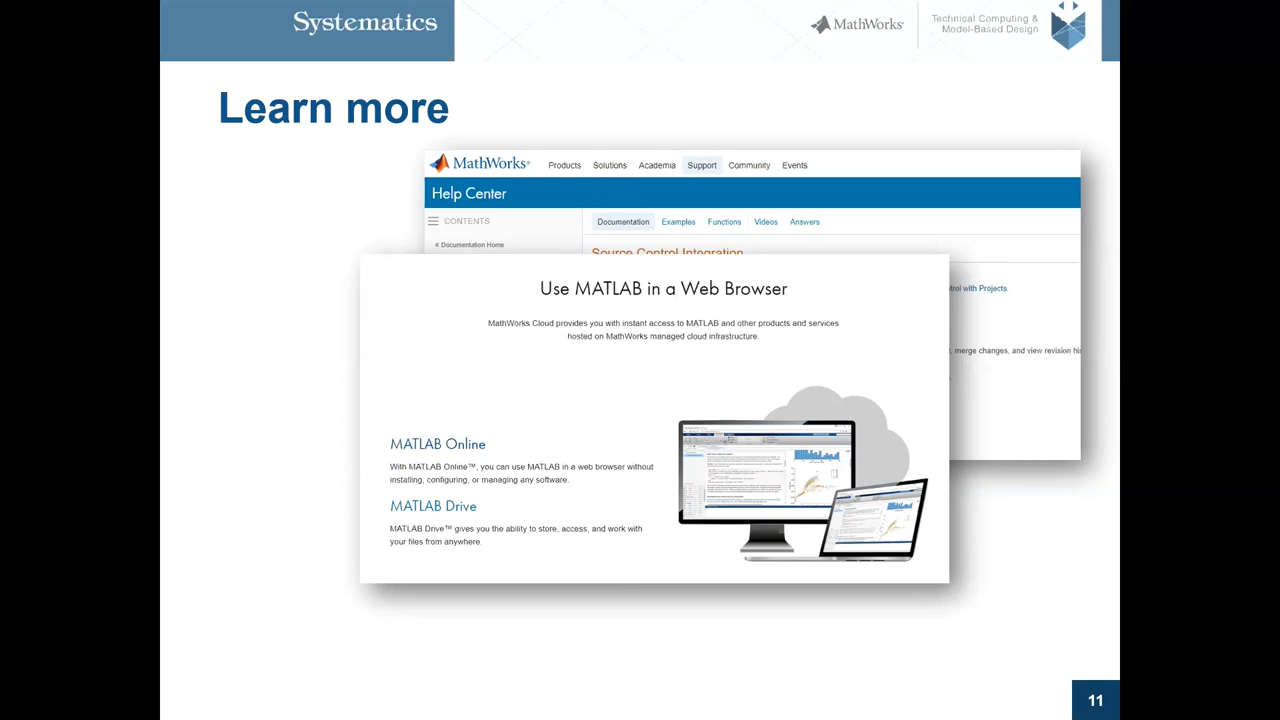 Systematics
MathWorks®
Technical Computing &
Model-Based Design
Learn more
MathWorks®
Products
Solutions
Academia
Support
Community
Events
Help Center
CONTENTS
Documentation
Examples
Functions
Videos
Answers
« Documentation Home
Source Control Integration
ntrol with Projects.
, merge changes, and view revision his
Use MATLAB in a Web Browser
MathWorks Cloud provides you with instant access to MATLAB and other products and services
hosted on MathWorks managed cloud infrastructure.
MATLAB Online
With MATLAB Online™, you can use MATLAB in a web browser without
installing, configuring, or managing any software.
MATLAB Drive
MATLAB Drive™ gives you the ability to store, access, and work with
your files from anywhere.
11